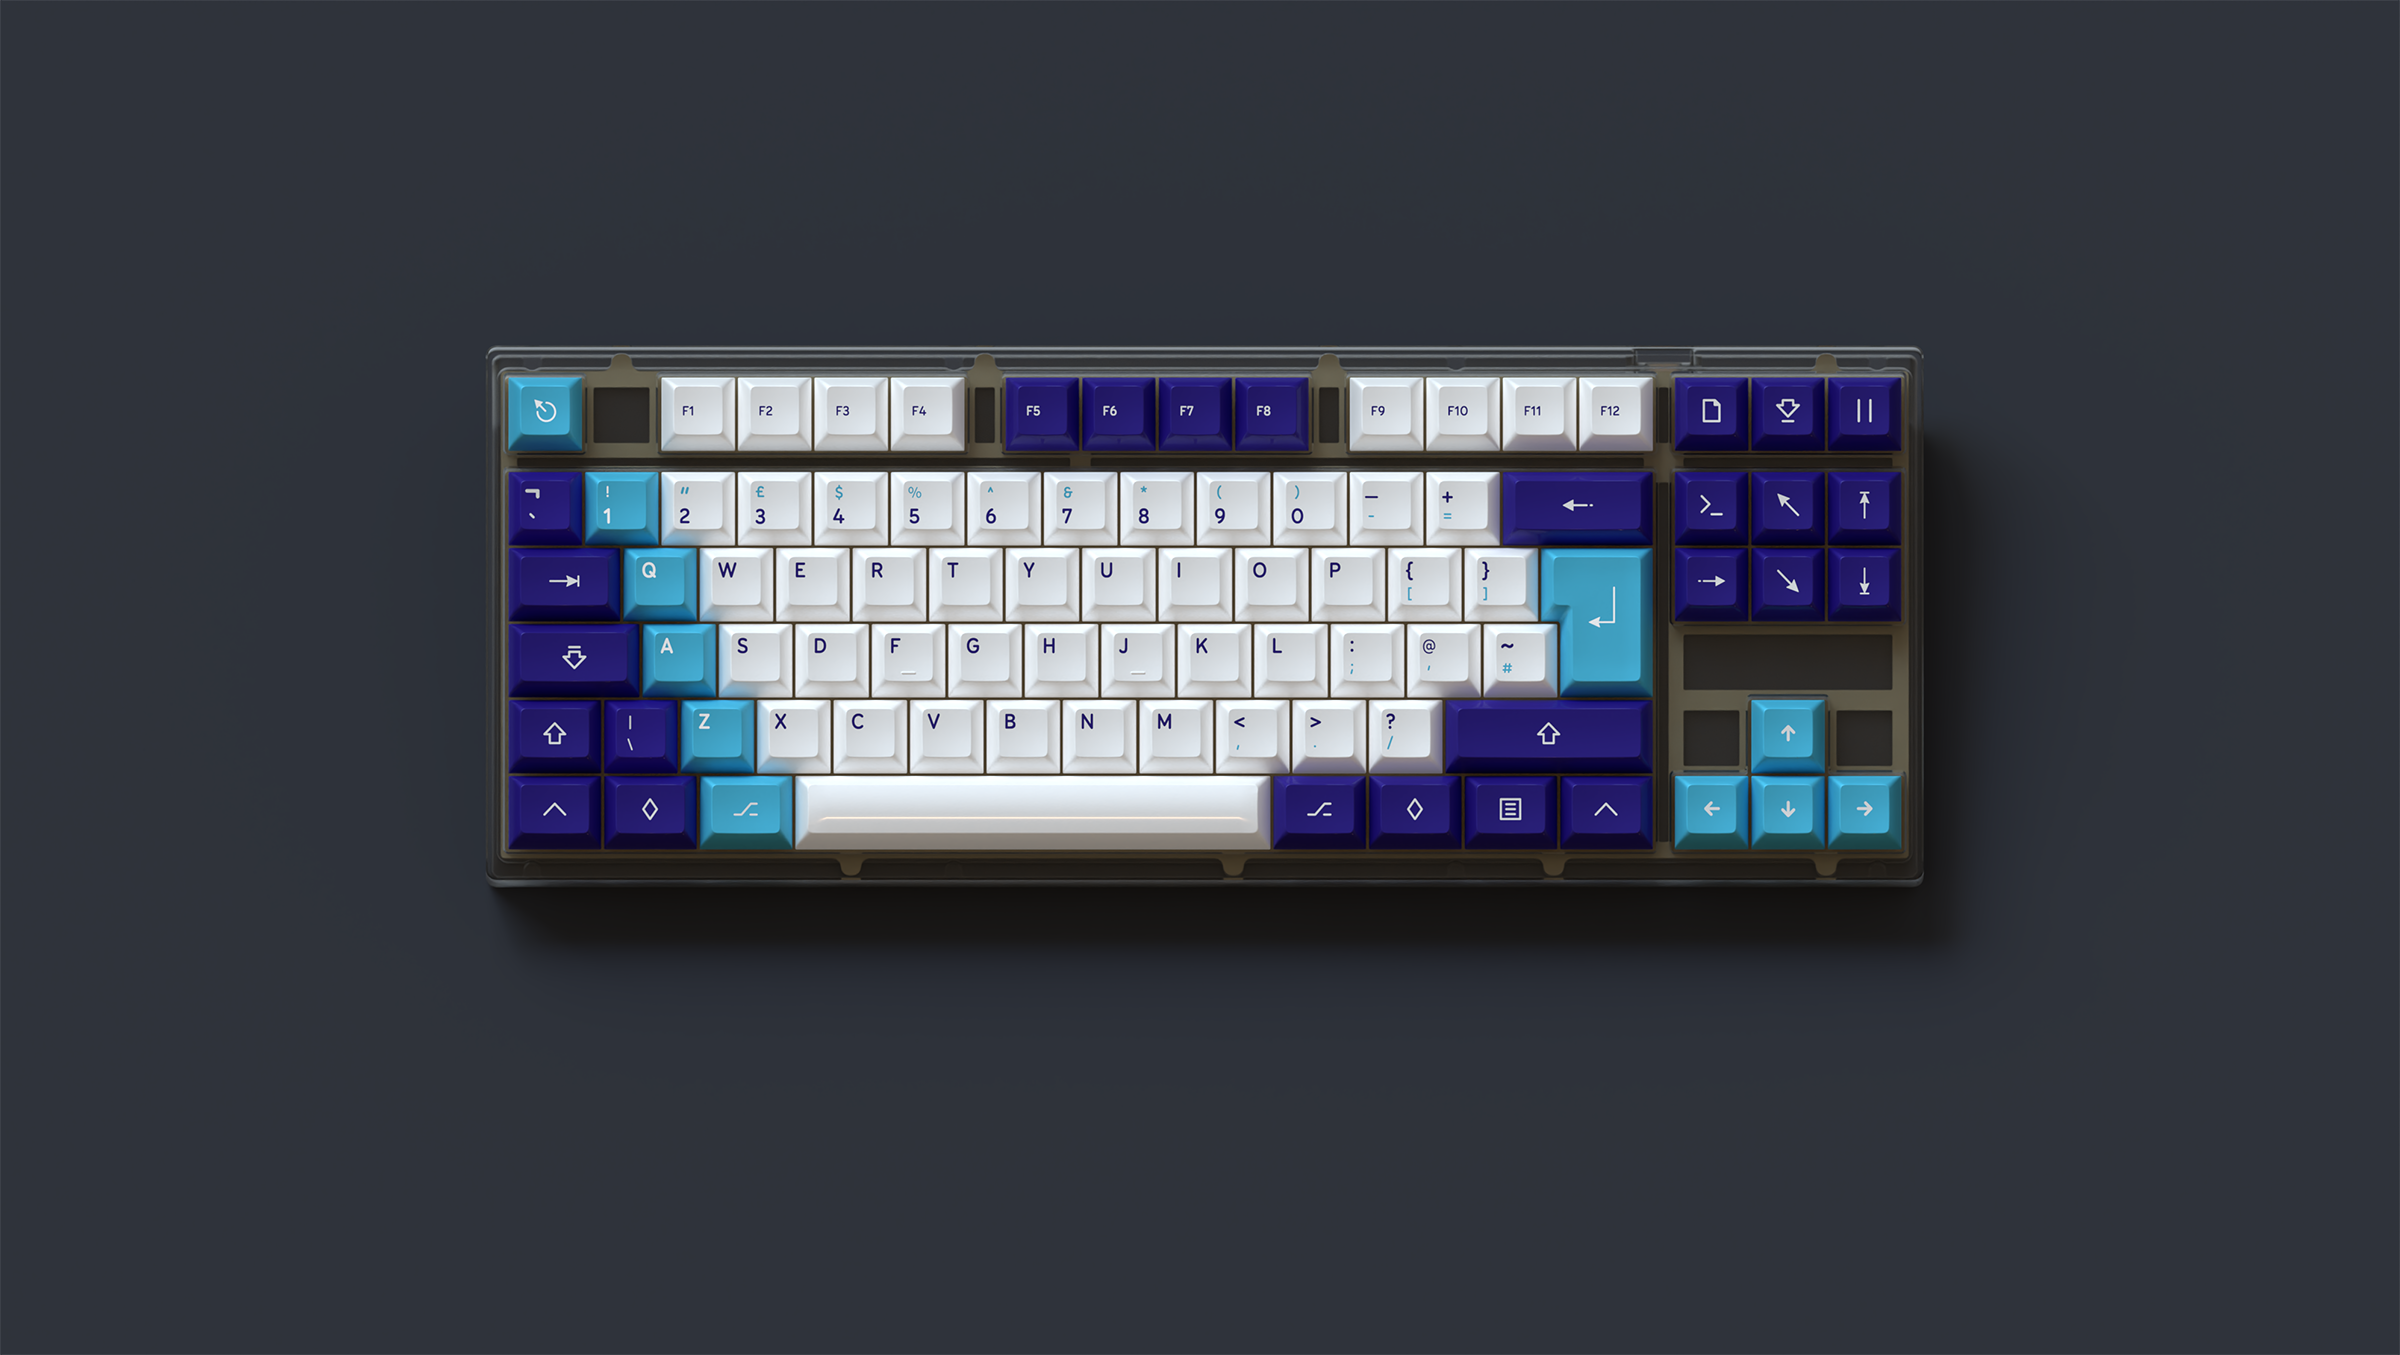 F1 F2 F3 F4 F5 F6 F7 F8 F9 F10 F11 F12
¬ ! " £ $ % ^ & * ( ) _ +
` 1 2 3 4 5 6 7 8 9 0 - =
Q W E R T Y U I O P { }
[ ]
A S D F G H J K L : @ ~
; ' #
| Z X C V B N M < > ?
\ , . /